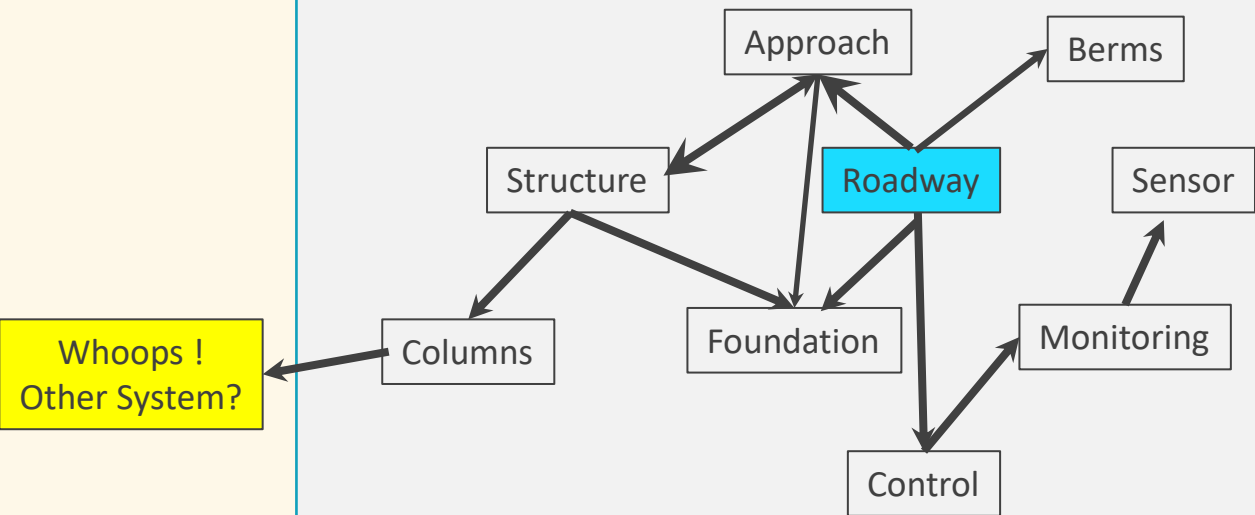 Approach
Berms
Structure
Roadway
Sensor
Whoops !
Other System?
Columns
Foundation
Monitoring
Control